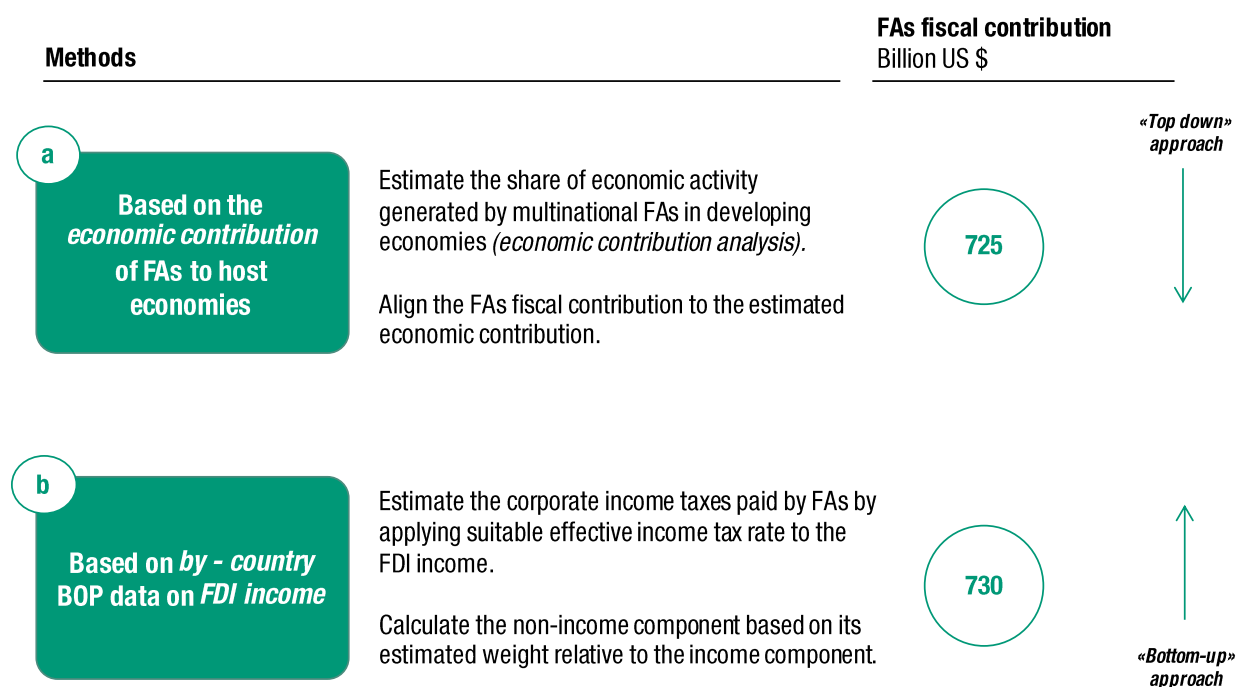 Methods
FAs fiscal contribution
Billion US $
«Top down»
approach
a
Based on the
economic contribution
of FAs to host
economies
Estimate the share of economic activity
generated by multinational FAs in developing
economies (economic contribution analysis).
Align the FAs fiscal contribution to the estimated
economic contribution.
725
b
Based on by - country
BOP data on FDI income
Estimate the corporate income taxes paid by FAs by
applying suitable effective income tax rate to the
FDI income.
Calculate the non-income component based on its
estimated weight relative to the income component.
730
«Bottom-up»
approach